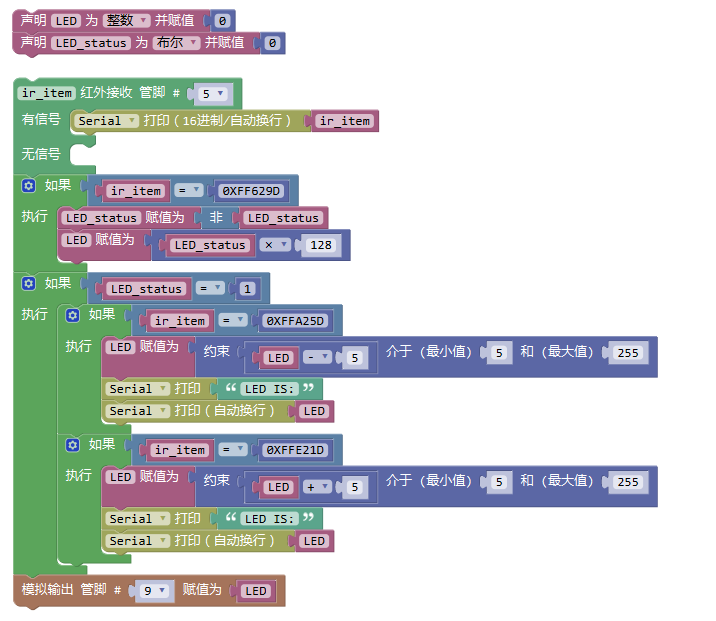 声明 LED 为 整数 并赋值 0
声明 LED_status 为 布尔 并赋值 0
ir_item 红外接收 管脚 # 5
有信号 Serial 打印（16进制/自动换行） ir_item
无信号
如果 ir_item = 0XFF629D
执行 LED_status 赋值为 非 LED_status
LED 赋值为 LED_status × 128
如果 LED_status = 1
执行 如果 ir_item = 0XFFA25D
执行 LED 赋值为 约束 LED - 5 介于（最小值） 5 和（最大值） 255
Serial 打印 “ LED IS: ”
Serial 打印（自动换行） LED
如果 ir_item = 0XFFE21D
执行 LED 赋值为 约束 LED + 5 介于（最小值） 5 和（最大值） 255
Serial 打印 “ LED IS: ”
Serial 打印（自动换行） LED
模拟输出 管脚 # 9 赋值为 LED